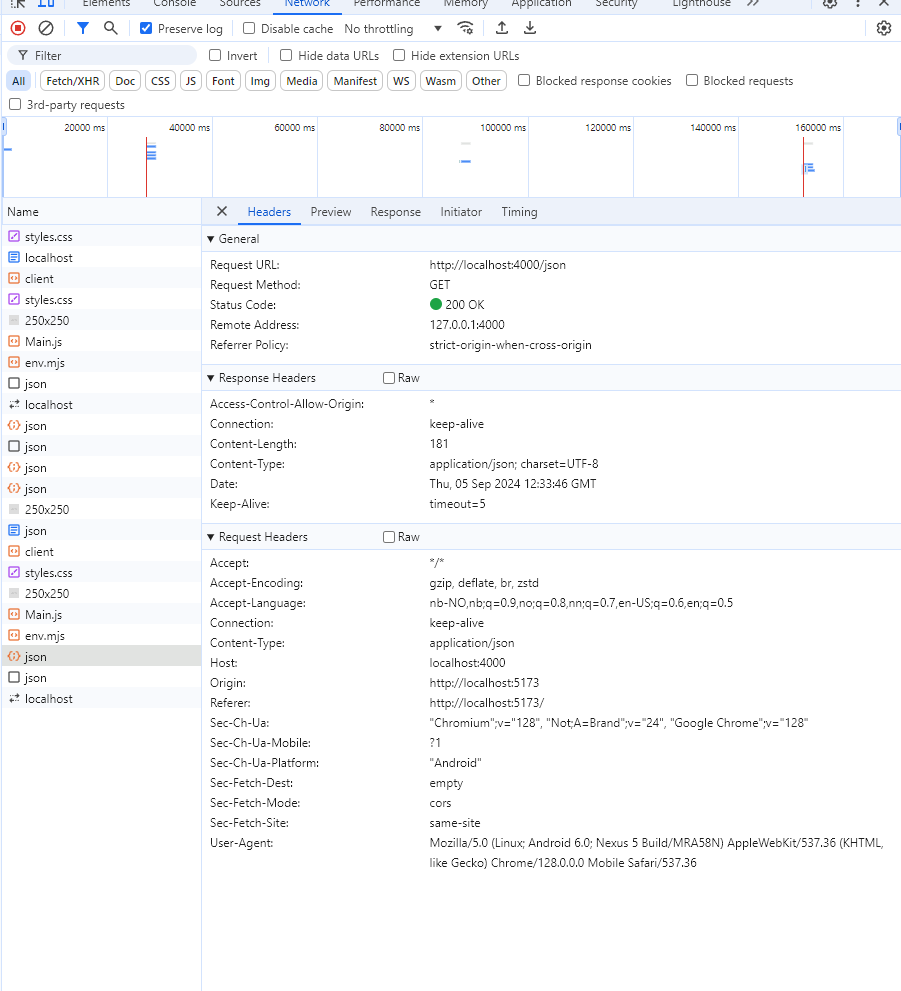 Elements Console Sources Network Performance Memory Application Security Lighthouse
Preserve log Disable cache No throttling
Filter Invert Hide data URLs Hide extension URLs
All Fetch/XHR Doc CSS JS Font Img Media Manifest WS Wasm Other Blocked response cookies Blocked requests
3rd-party requests
20000 ms 40000 ms 60000 ms 80000 ms 100000 ms 120000 ms 140000 ms 160000 ms
Name
styles.css
localhost
client
styles.css
250x250
Main.js
env.mjs
json
localhost
json
json
json
json
250x250
json
client
styles.css
250x250
Main.js
env.mjs
json
json
localhost
Headers Preview Response Initiator Timing
General
Request URL: http://localhost:4000/json
Request Method: GET
Status Code: 200 OK
Remote Address: 127.0.0.1:4000
Referrer Policy: strict-origin-when-cross-origin
Response Headers Raw
Access-Control-Allow-Origin: *
Connection: keep-alive
Content-Length: 181
Content-Type: application/json; charset=UTF-8
Date: Thu, 05 Sep 2024 12:33:46 GMT
Keep-Alive: timeout=5
Request Headers Raw
Accept: */*
Accept-Encoding: gzip, deflate, br, zstd
Accept-Language: nb-NO,nb;q=0.9,no;q=0.8,nn;q=0.7,en-US;q=0.6,en;q=0.5
Connection: keep-alive
Content-Type: application/json
Host: localhost:4000
Origin: http://localhost:5173
Referer: http://localhost:5173/
Sec-Ch-Ua: "Chromium";v="128", "Not;A=Brand";v="24", "Google Chrome";v="128"
Sec-Ch-Ua-Mobile: ?1
Sec-Ch-Ua-Platform: "Android"
Sec-Fetch-Dest: empty
Sec-Fetch-Mode: cors
Sec-Fetch-Site: same-site
User-Agent: Mozilla/5.0 (Linux; Android 6.0; Nexus 5 Build/MRA58N) AppleWebKit/537.36 (KHTML,
like Gecko) Chrome/128.0.0.0 Mobile Safari/537.36